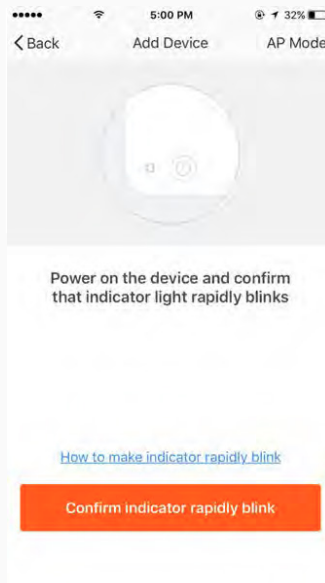 5:00 PM 32%
Back Add Device AP Mode
Power on the device and confirm
that indicator light rapidly blinks
How to make indicator rapidly blink
Confirm indicator rapidly blink